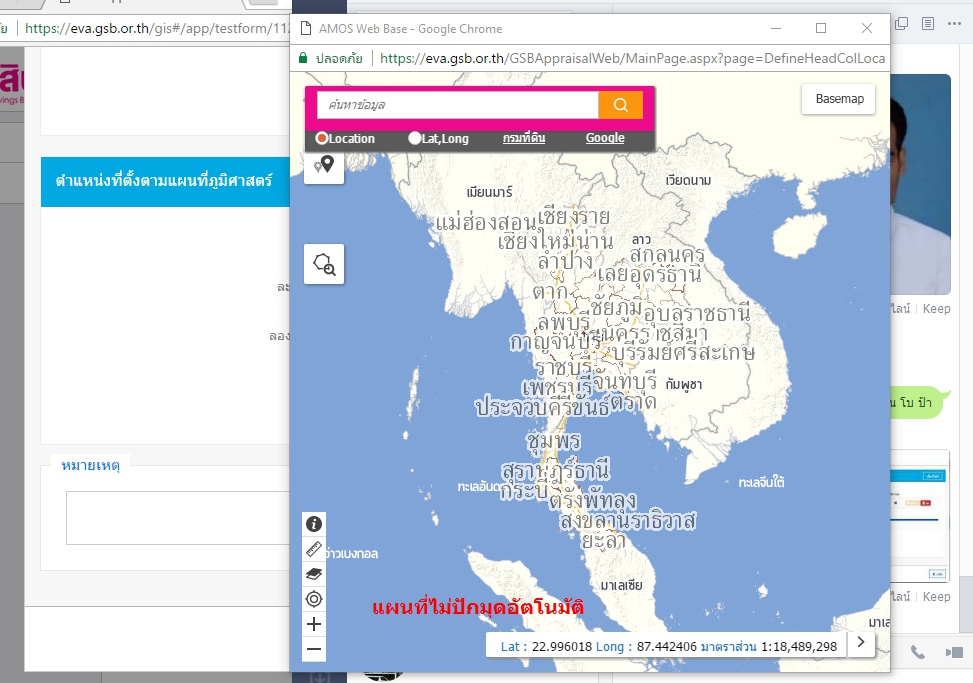 https://eva.gsb.or.th/gis#/app/testform/11
AMOS Web Base - Google Chrome
ปลอดภัย https://eva.gsb.or.th/GSBAppraisalWeb/MainPage.aspx?page=DefineHeadColLoca
ค้นหาข้อมูล
Basemap
Location Lat,Long กรมที่ดิน Google
ตำแหน่งที่ตั้งตามแผนที่ภูมิศาสตร์
เวียดนาม
เมียนมาร์
เชียงราย
แม่ฮ่องสอน
เชียงใหม่น่าน
ลาว
ลำปาง
สกลนคร
เลยอุดรธานี
ตาก
ชัยภูมิ
อุบลราชธานี
Keep
ลพบุรี
นครราชสีมา
กาญจนบุรี
บุรีรัมย์ศรีสะเกษ
ราชบุรี
จันทบุรี
เพชรบุรี
กัมพูชา
ประจวบคีรีขันธ์
ตราด
น โบ ป้า
ชุมพร
หมายเหตุ
สุราษฎร์ธานี
ทะเลอันด
กระบี่
ทะเลจีนใต้
ตรังพัทลุง
สงขลานราธิวาส
ยะลา
อ่าวเบงกอล
มาเลเซีย
Keep
แผนที่ไม่ปักมุดอัตโนมัติ
มาเล
Lat : 22.996018 Long : 87.442406 มาตราส่วน 1:18,489,298